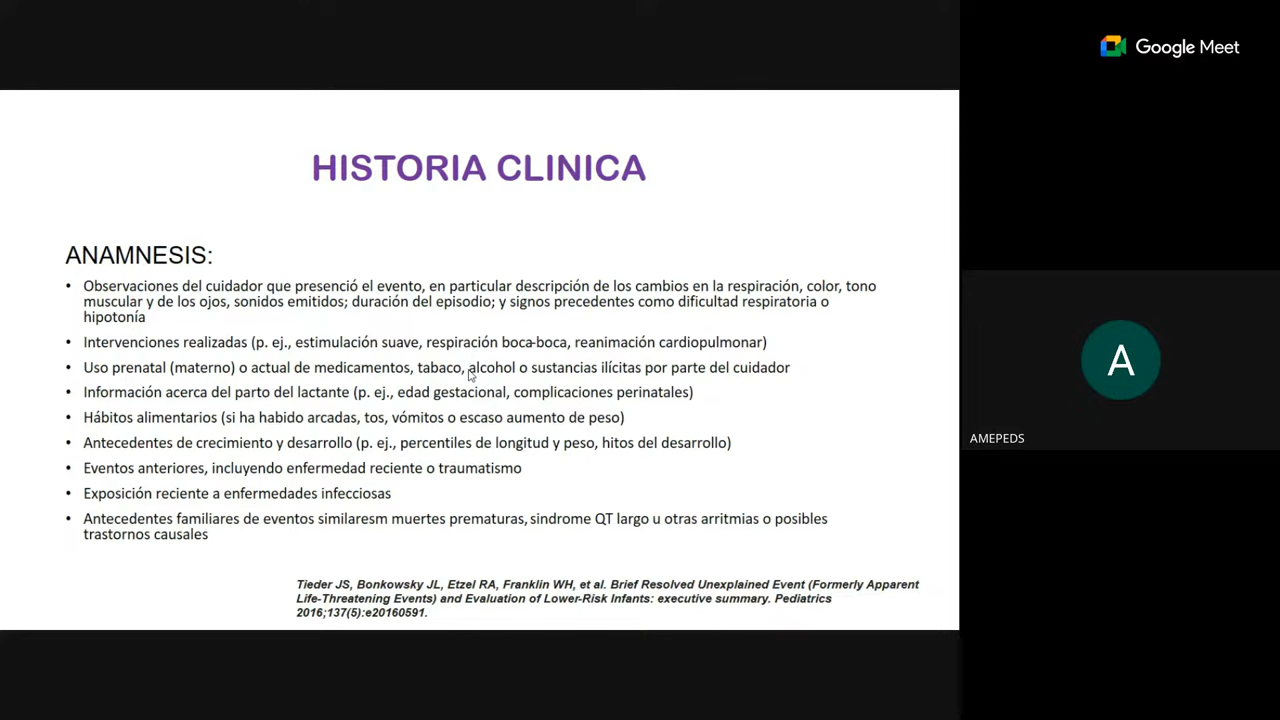 Google Meet
HISTORIA CLINICA
ANAMNESIS:
• Observaciones del cuidador que presenció el evento, en particular descripción de los cambios en la respiración, color, tono
muscular y de los ojos, sonidos emitidos; duración del episodio; y signos precedentes como dificultad respiratoria o
hipotonía
• Intervenciones realizadas (p. ej., estimulación suave, respiración boca-boca, reanimación cardiopulmonar)
• Uso prenatal (materno) o actual de medicamentos, tabaco, alcohol o sustancias ilícitas por parte del cuidador
• Información acerca del parto del lactante (p. ej., edad gestacional, complicaciones perinatales)
• Hábitos alimentarios (si ha habido arcadas, tos, vómitos o escaso aumento de peso)
• Antecedentes de crecimiento y desarrollo (p. ej., percentiles de longitud y peso, hitos del desarrollo)
• Eventos anteriores, incluyendo enfermedad reciente o traumatismo
• Exposición reciente a enfermedades infecciosas
• Antecedentes familiares de eventos similaresm muertes prematuras, sindrome QT largo u otras arritmias o posibles
trastornos causales
Tieder JS, Bonkowsky JL, Etzel RA, Franklin WH, et al. Brief Resolved Unexplained Event (Formerly Apparent
Life-Threatening Events) and Evaluation of Lower-Risk Infants: executive summary. Pediatrics
2016;137(5):e20160591.
A
AMEPEDS